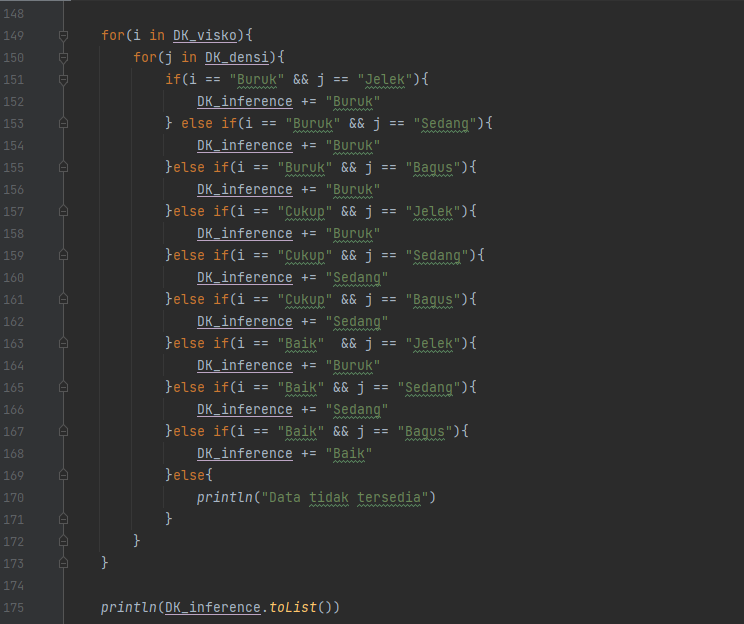 148
149 for(i in DK_visko){
150 for(j in DK_densi){
151 if(i == "Buruk" && j == "Jelek"){
152 DK_inference += "Buruk"
153 } else if(i == "Buruk" && j == "Sedang"){
154 DK_inference += "Buruk"
155 }else if(i == "Buruk" && j == "Bagus"){
156 DK_inference += "Buruk"
157 }else if(i == "Cukup" && j == "Jelek"){
158 DK_inference += "Buruk"
159 }else if(i == "Cukup" && j == "Sedang"){
160 DK_inference += "Sedang"
161 }else if(i == "Cukup" && j == "Bagus"){
162 DK_inference += "Sedang"
163 }else if(i == "Baik"  && j == "Jelek"){
164 DK_inference += "Buruk"
165 }else if(i == "Baik" && j == "Sedang"){
166 DK_inference += "Sedang"
167 }else if(i == "Baik" && j == "Bagus"){
168 DK_inference += "Baik"
169 }else{
170 println("Data tidak tersedia")
171 }
172 }
173 }
174
175 println(DK_inference.toList())